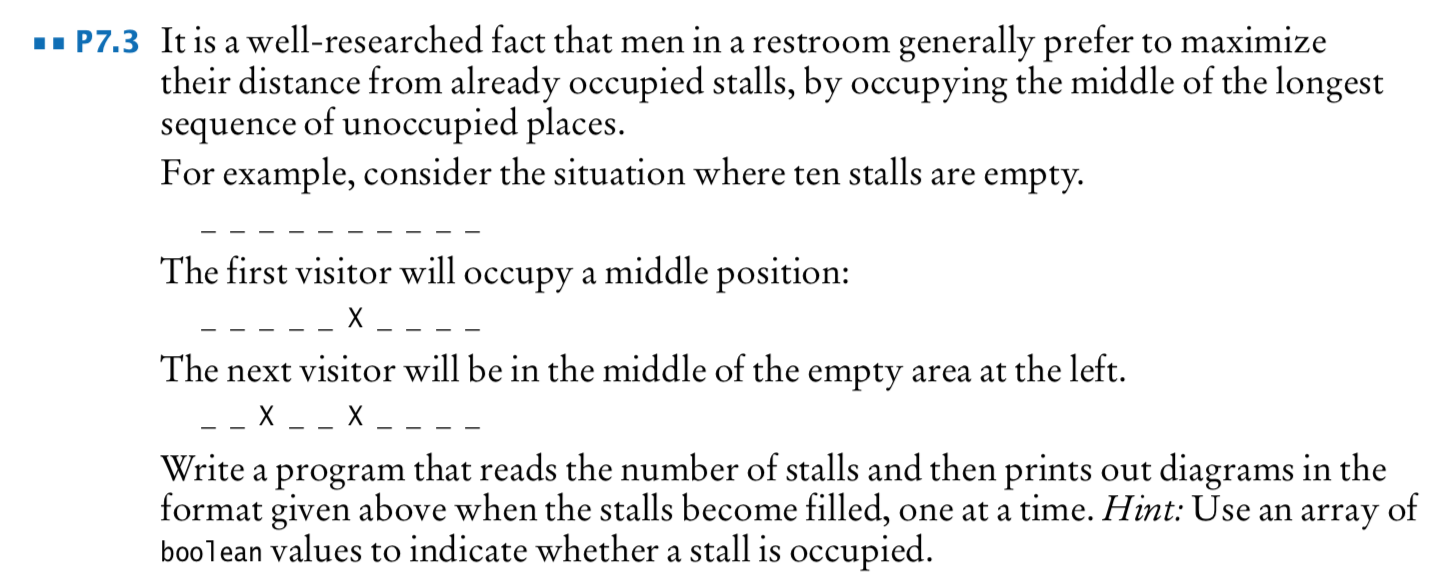 ■■ P7.3 It is a well-researched fact that men in a restroom generally prefer to maximize
their distance from already occupied stalls, by occupying the middle of the longest
sequence of unoccupied places.
For example, consider the situation where ten stalls are empty.
_ _ _ _ _ _ _ _ _ _
The first visitor will occupy a middle position:
_ _ _ _ _ X _ _ _ _
The next visitor will be in the middle of the empty area at the left.
_ _ X _ _ X _ _ _ _
Write a program that reads the number of stalls and then prints out diagrams in the
format given above when the stalls become filled, one at a time. Hint: Use an array of
boolean values to indicate whether a stall is occupied.